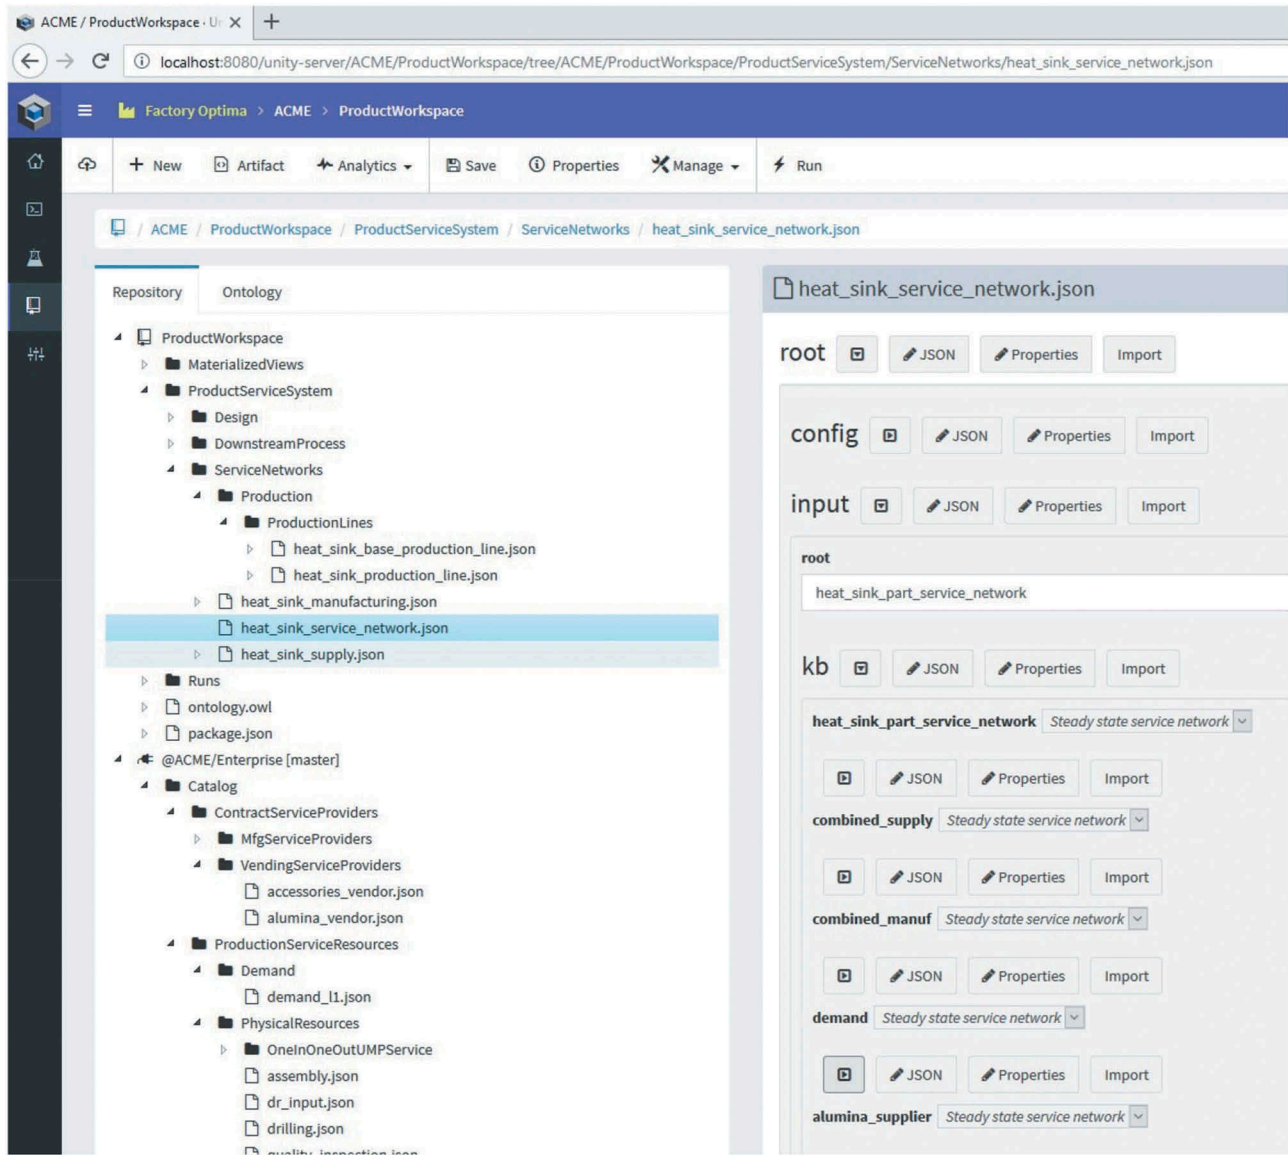 ACME / ProductWorkspace · Un
localhost:8080/unity-server/ACME/ProductWorkspace/tree/ACME/ProductWorkspace/ProductServiceSystem/ServiceNetworks/heat_sink_service_network.json
Factory Optima > ACME > ProductWorkspace
New Artifact Analytics Save Properties Manage Run
/ ACME / ProductWorkspace / ProductServiceSystem / ServiceNetworks / heat_sink_service_network.json
Repository Ontology
ProductWorkspace
MaterializedViews
ProductServiceSystem
Design
DownstreamProcess
ServiceNetworks
Production
ProductionLines
heat_sink_base_production_line.json
heat_sink_production_line.json
heat_sink_manufacturing.json
heat_sink_service_network.json
heat_sink_supply.json
Runs
ontology.owl
package.json
@ACME/Enterprise [master]
Catalog
ContractServiceProviders
MfgServiceProviders
VendingServiceProviders
accessories_vendor.json
alumina_vendor.json
ProductionServiceResources
Demand
demand_l1.json
PhysicalResources
OneInOneOutUMPService
assembly.json
dr_input.json
drilling.json
quality_inspection.json
heat_sink_service_network.json
root JSON Properties Import
config JSON Properties Import
input JSON Properties Import
root
heat_sink_part_service_network
kb JSON Properties Import
heat_sink_part_service_network Steady state service network
JSON Properties Import
combined_supply Steady state service network
JSON Properties Import
combined_manuf Steady state service network
JSON Properties Import
demand Steady state service network
JSON Properties Import
alumina_supplier Steady state service network